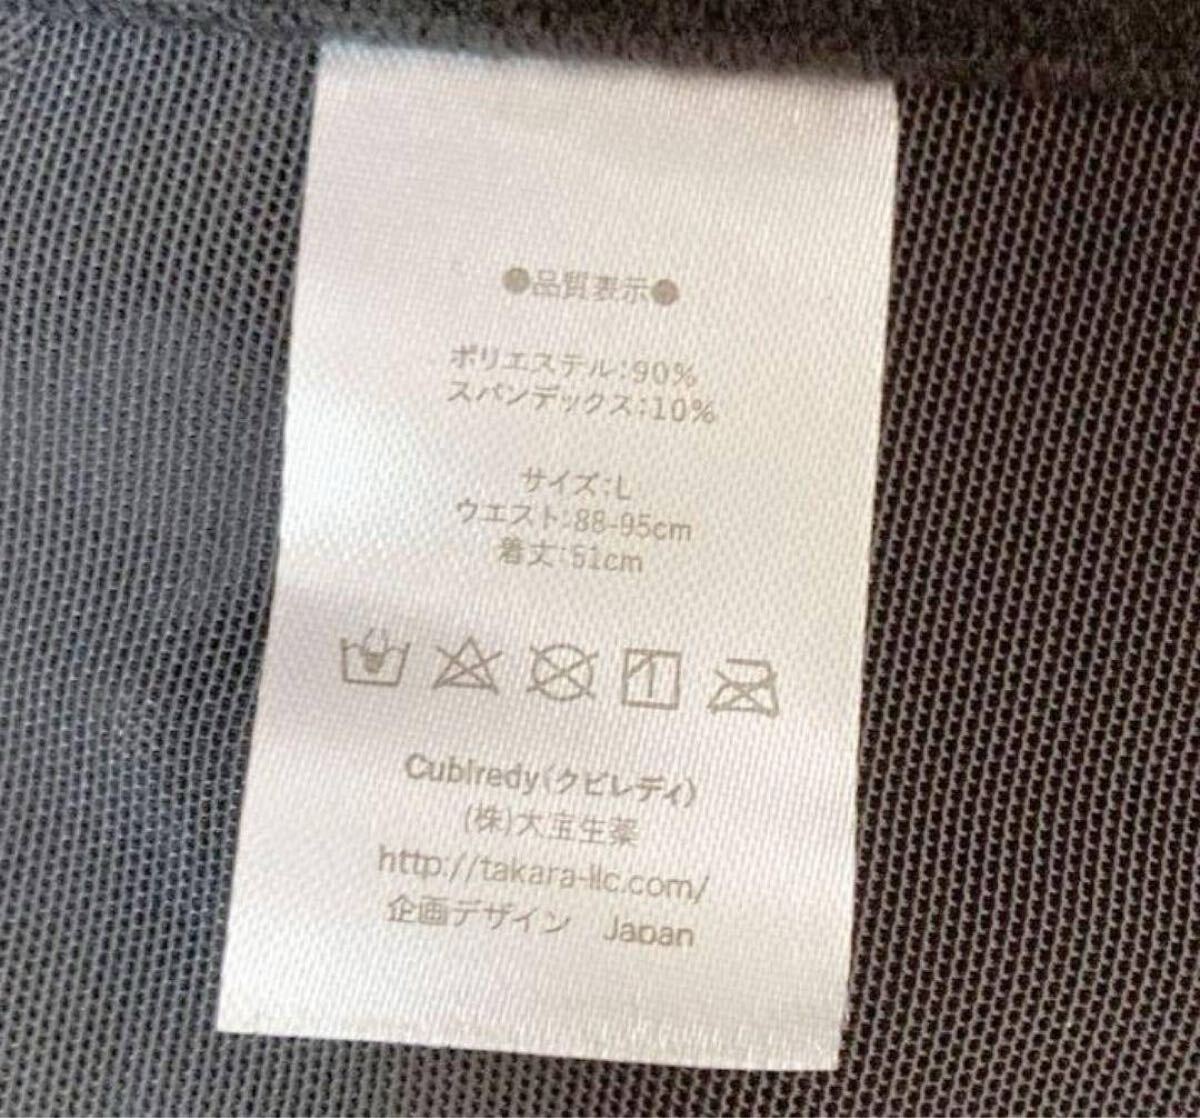 ●品質表示●
ポリエステル:90%
スパンデックス:10%
サイズ:L
ウエスト:88-95cm
着丈:51cm
Cubiredy(クビレディ)
(株)大宝生薬
http://takara-llc.com/
企画デザイン Japan